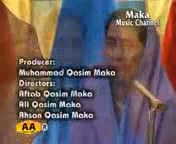 Maka
Music Channel
Producer:
Muhammad Qasim Maka
Directors:
Aftab Qasim Maka
Ali Qasim Maka
Ahsan Qasim Maka
AA
Q